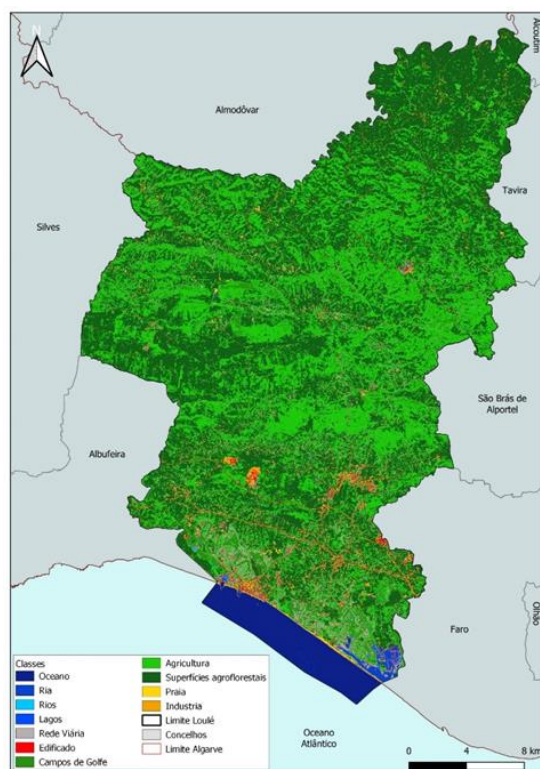 N
Alcoutim
Almodôvar
Tavira
Silves
São Brás de
Alportel
Albufeira
Faro
Olhão
Classes
Oceano
Ria
Rios
Lagos
Rede Viária
Edificado
Campos de Golfe
Agricultura
Superfícies agroflorestais
Praia
Industria
Limite Loulé
Concelhos
Limite Algarve
Oceano
Atlântico
0 4 8 km